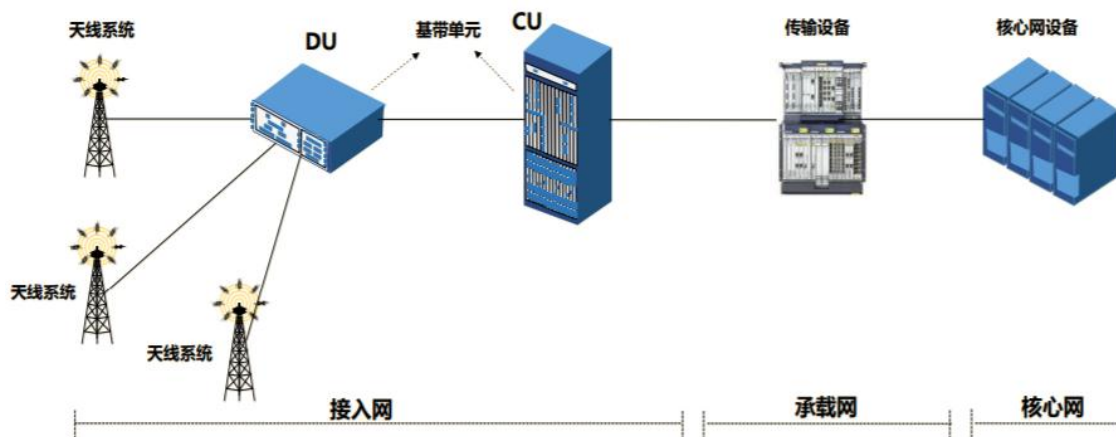 天线系统
DU
基带单元
CU
传输设备
核心网设备
天线系统
天线系统
接入网
承载网
核心网